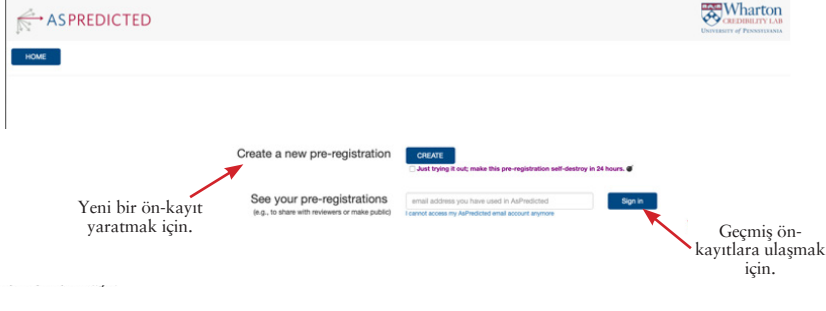 ASPREDICTED
Wharton
CREDIBILITY LAB
UNIVERSITY of PENNSYLVANIA
HOME
Create a new pre-registration
CREATE
Just trying it out; make this pre-registration self-destroy in 24 hours.
See your pre-registrations
(e.g., to share with reviewers or make public)
email address you have used in AsPredicted
Sign in
I cannot access my AsPredicted email account anymore
Yeni bir ön-kayıt
yaratmak için.
Geçmiş ön-
kayıtlara ulaşmak
için.